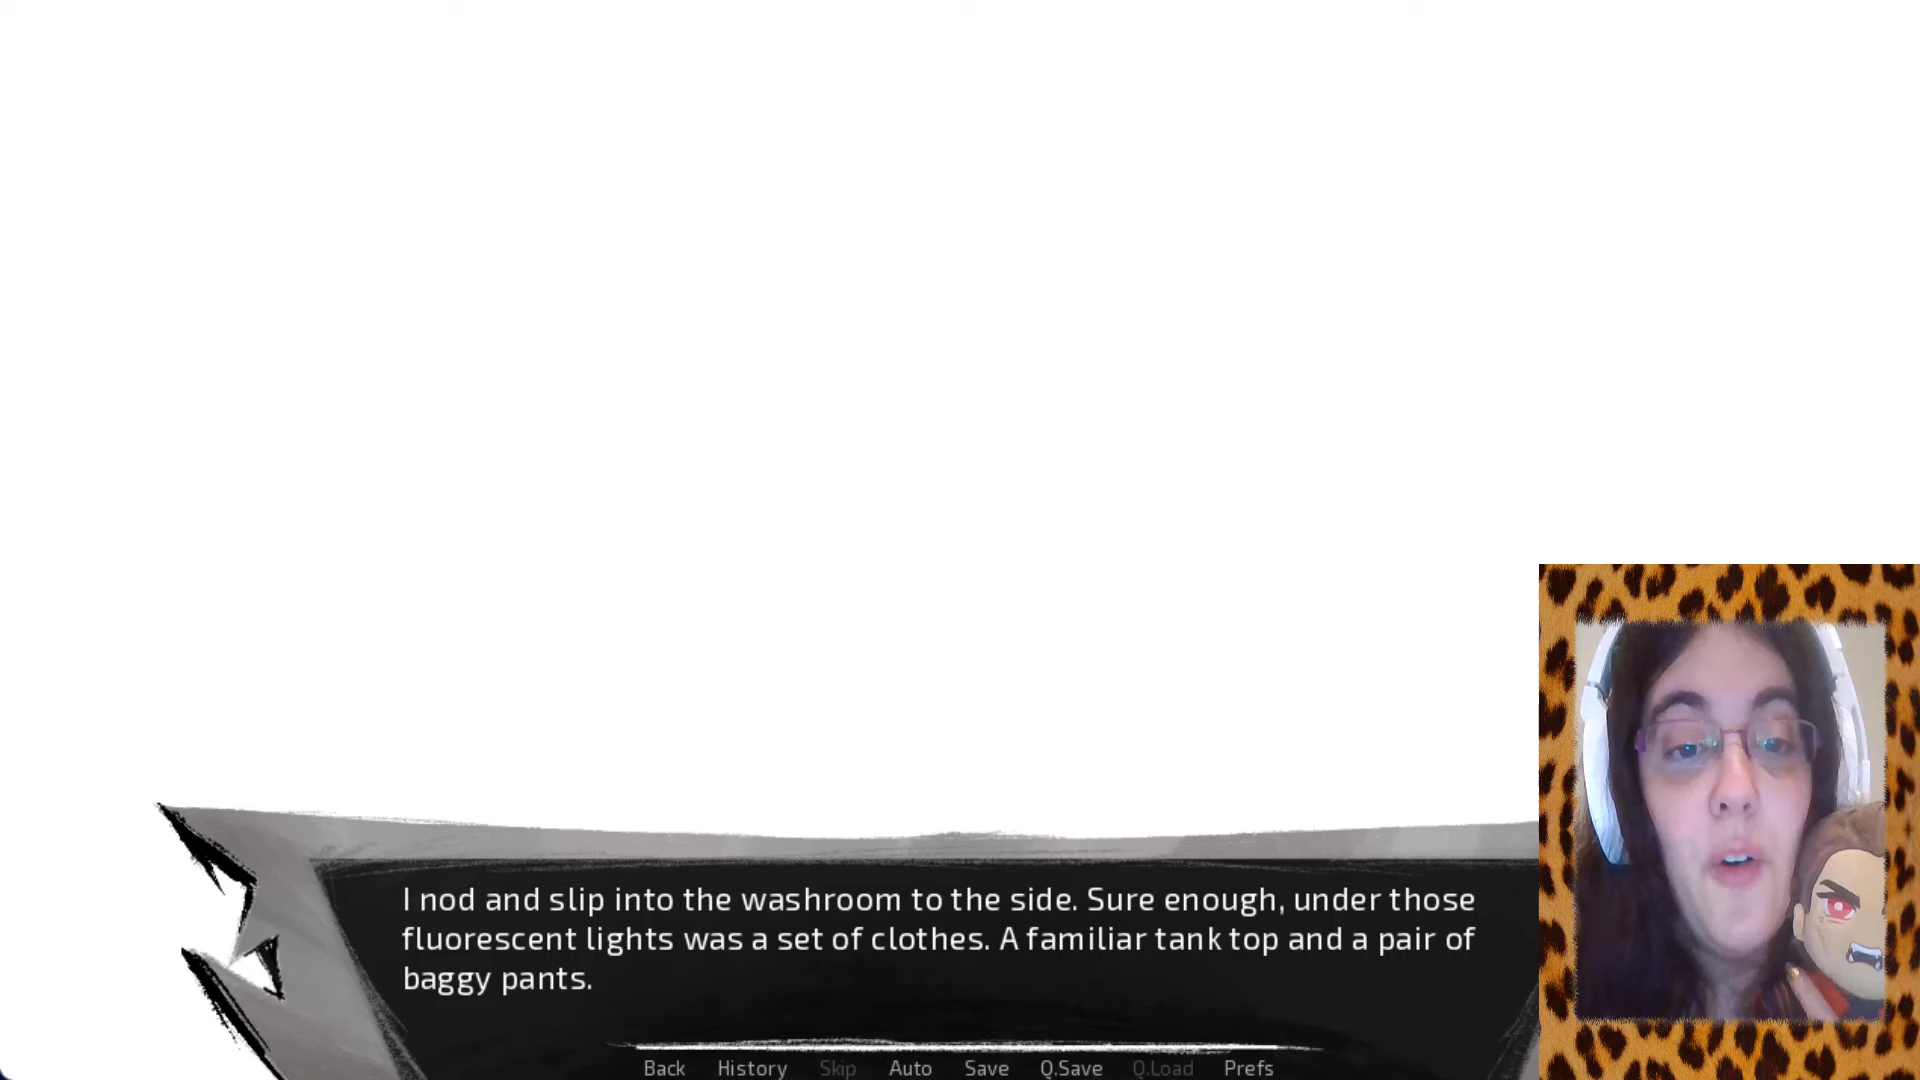 I nod and slip into the washroom to the side. Sure enough, under those
fluorescent lights was a set of clothes. A familiar tank top and a pair of
baggy pants.
Back History Skip Auto Save Q.Save Q.Load Prefs